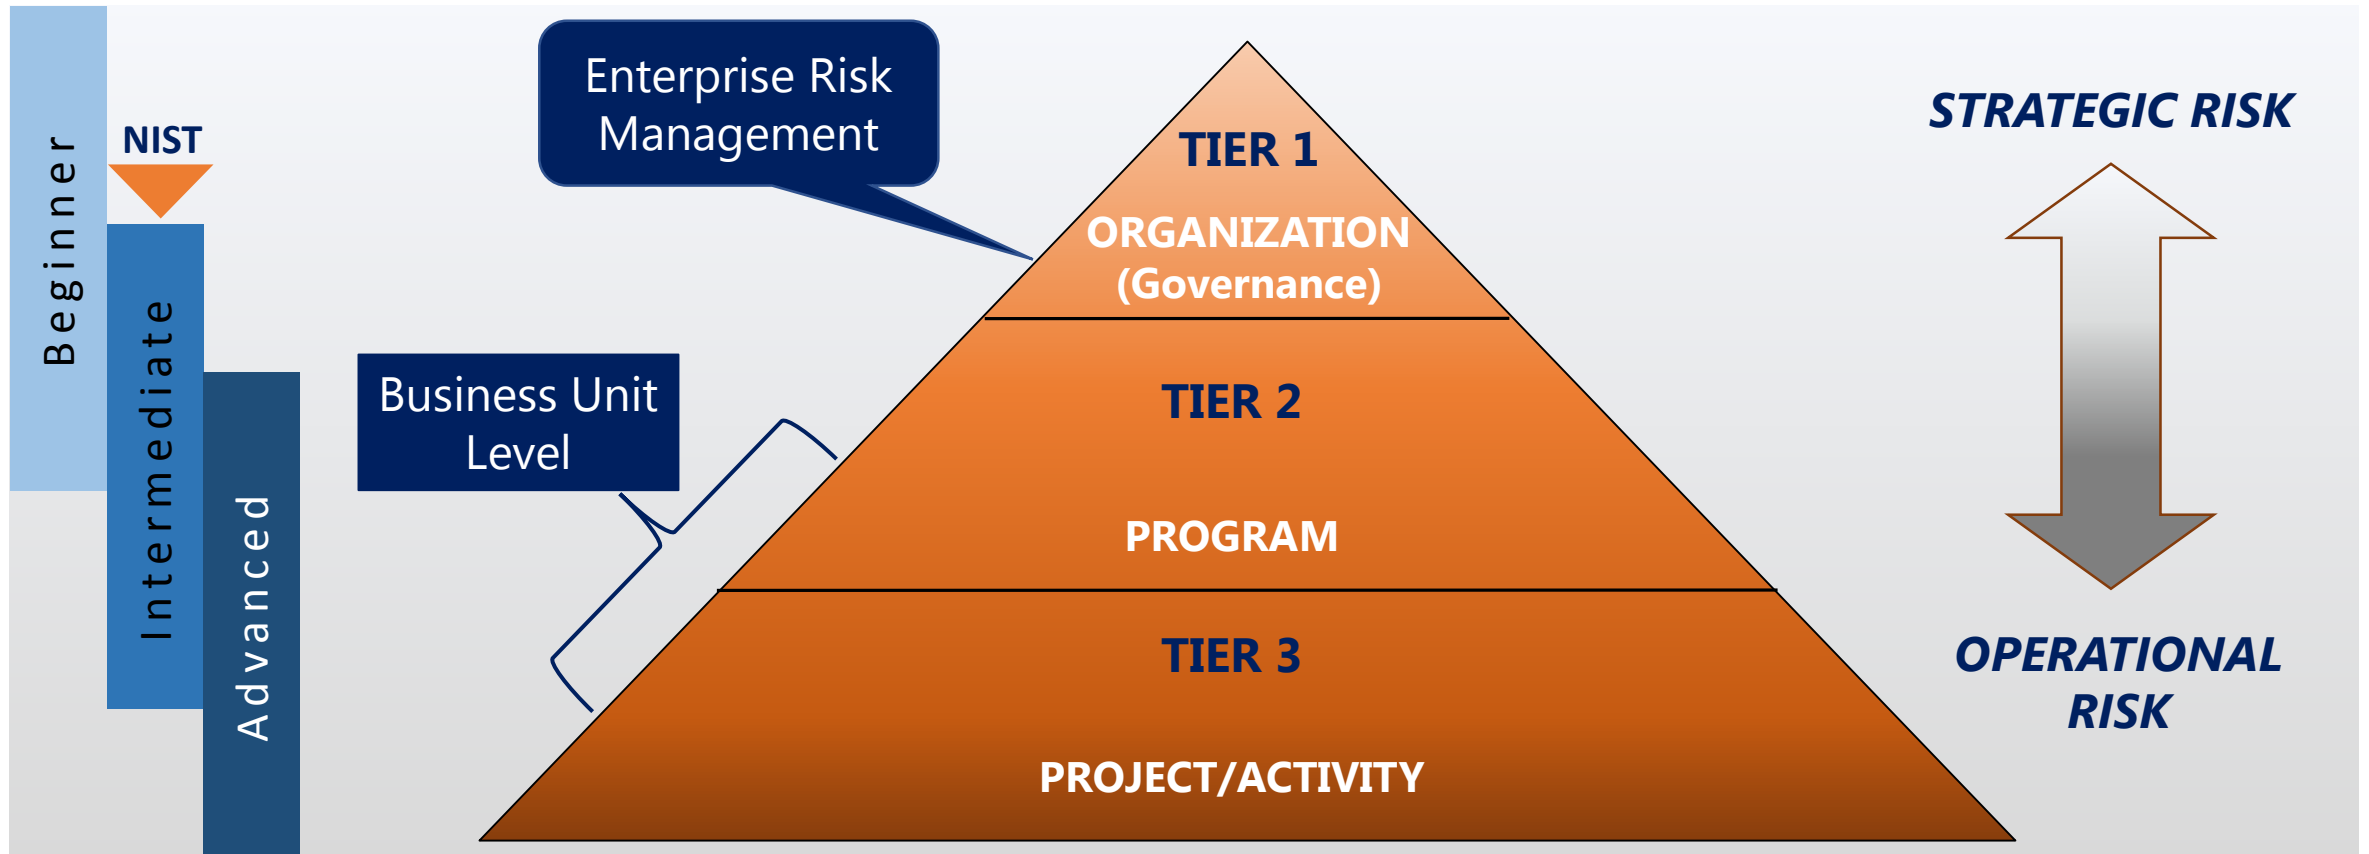 Beginner
NIST
Intermediate
Advanced
Enterprise Risk
Management
Business Unit
Level
TIER 1
ORGANIZATION
(Governance)
TIER 2
PROGRAM
TIER 3
PROJECT/ACTIVITY
STRATEGIC RISK
OPERATIONAL
RISK